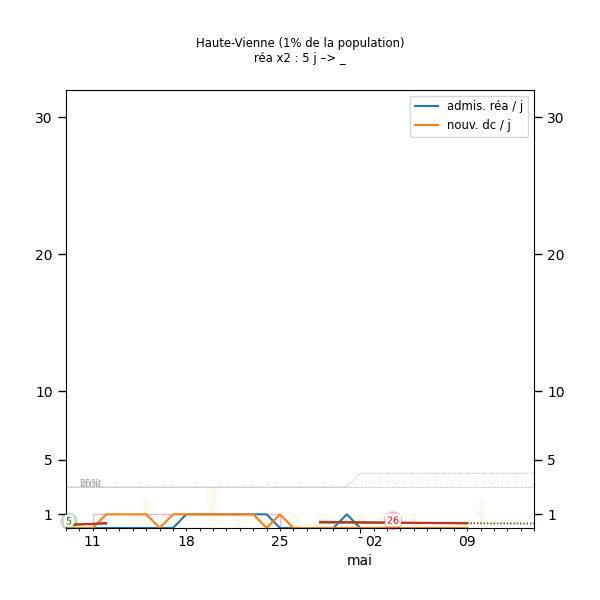 Haute-Vienne (1% de la population)
réa x2 : 5 j –> _
admis. réa / j
nouv. dc / j
30 30
20 20
10 10
5 5
1 1
5 -26
11 18 25 - 02 09
mai